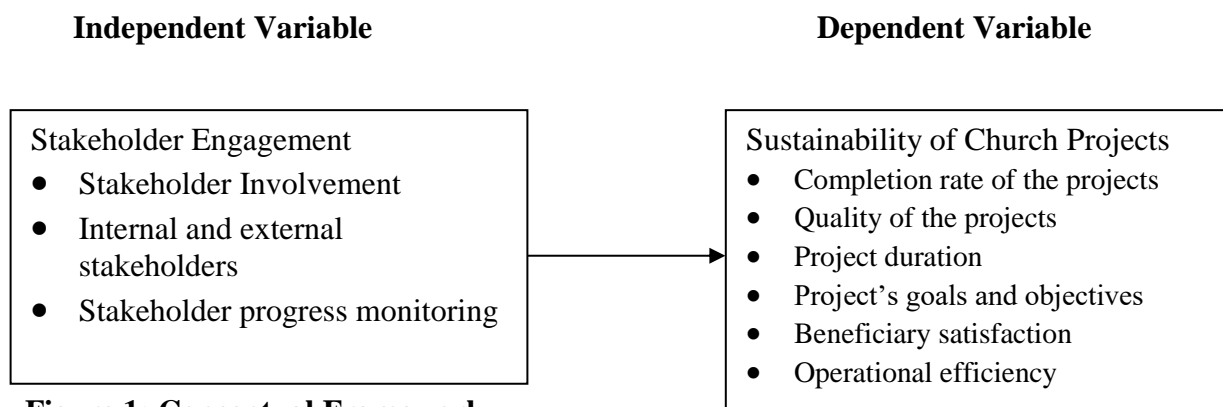 Independent Variable
Dependent Variable
Stakeholder Engagement
● Stakeholder Involvement
● Internal and external
stakeholders
● Stakeholder progress monitoring
Sustainability of Church Projects
● Completion rate of the projects
● Quality of the projects
● Project duration
● Project’s goals and objectives
● Beneficiary satisfaction
● Operational efficiency
Figure 1: Conceptual Framework